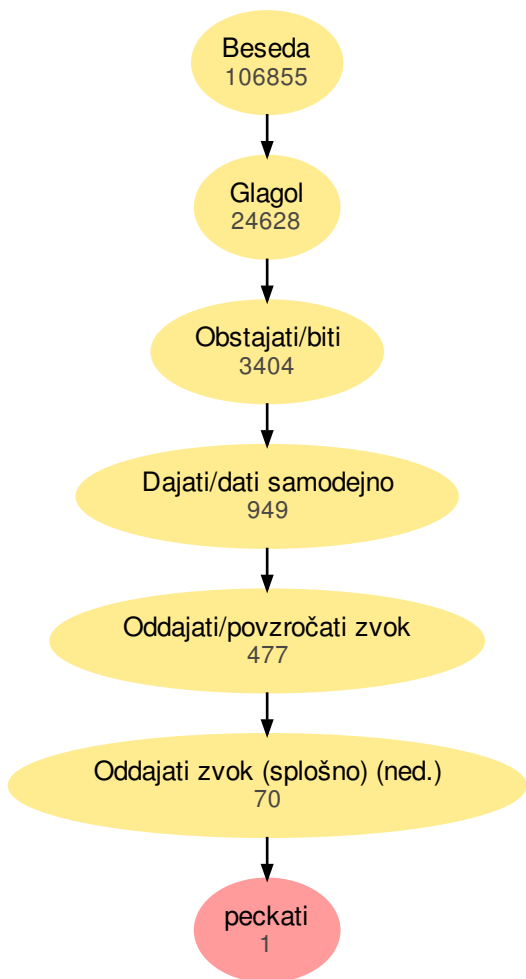 Beseda
106855
Glagol
24628
Obstajati/biti
3404
Dajati/dati samodejno
949
Oddajati/povzročati zvok
477
Oddajati zvok (splošno) (ned.)
70
peckati
1